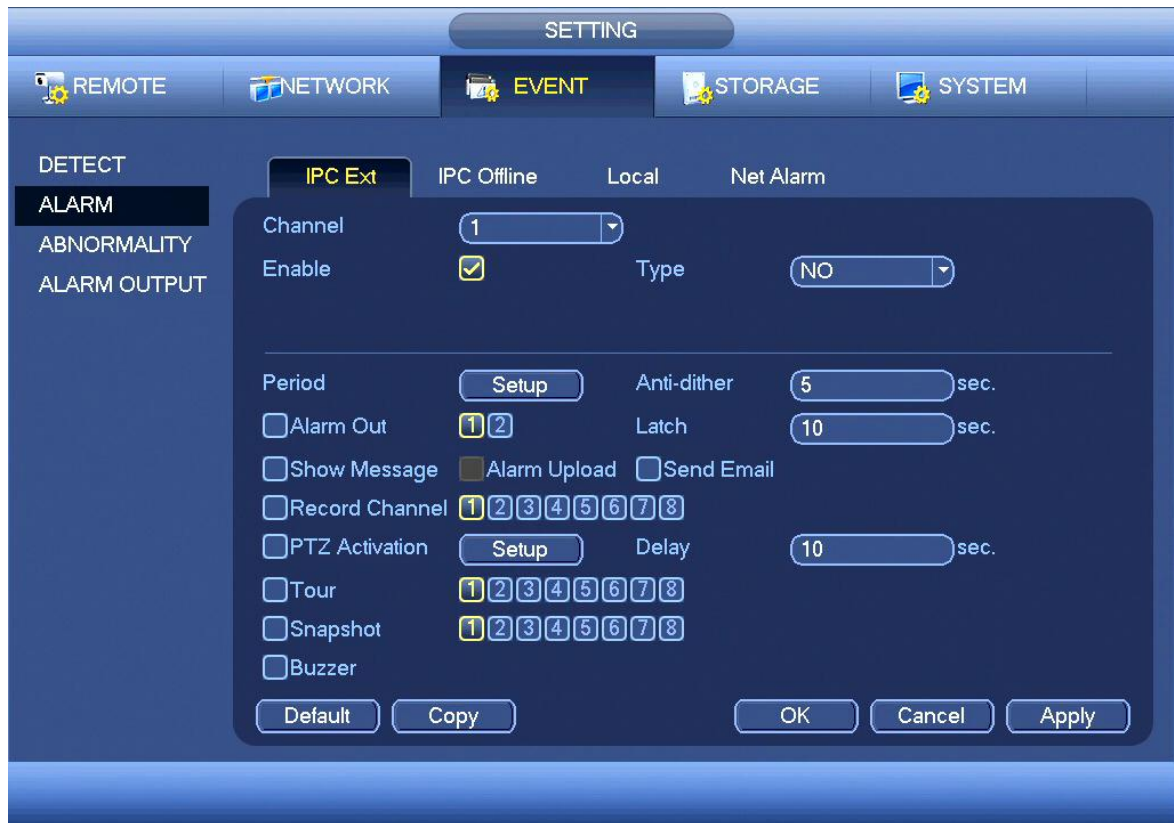 SETTING
REMOTE NETWORK EVENT STORAGE SYSTEM
DETECT
ALARM
ABNORMALITY
ALARM OUTPUT
IPC Ext IPC Offline Local Net Alarm
Channel 1
Enable Type NO
Period Setup Anti-dither 5 sec.
Alarm Out 1 2 Latch 10 sec.
Show Message Alarm Upload Send Email
Record Channel 1 2 3 4 5 6 7 8
PTZ Activation Setup Delay 10 sec.
Tour 1 2 3 4 5 6 7 8
Snapshot 1 2 3 4 5 6 7 8
Buzzer
Default Copy OK Cancel Apply